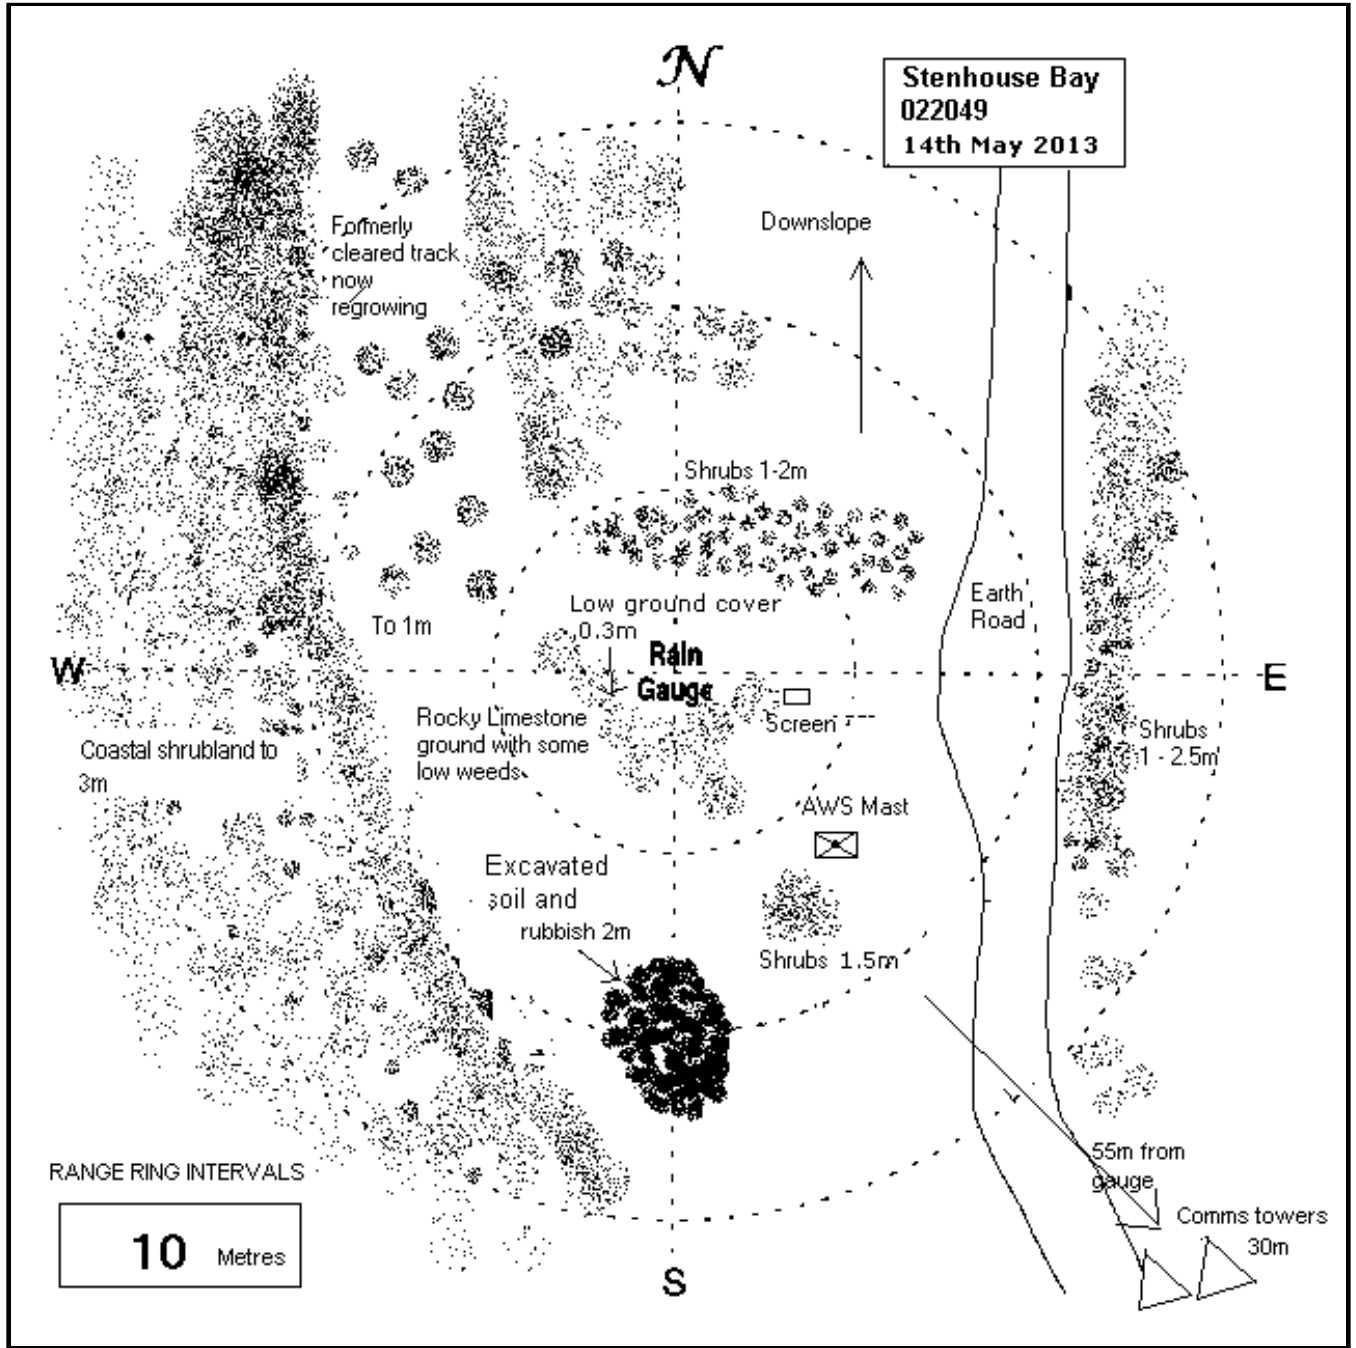 N
Stenhouse Bay
022049
14th May 2013
Downslope
Formerly
cleared track
now
regrowing
Shrubs 1-2m
Earth
Road
Low ground cover
0.3m
To 1m
Rain
Gauge
W
E
Screen
Rocky Limestone
ground with some
low weeds
Shrubs
1 - 2.5m
Coastal shrubland to
3m
AWS Mast
Excavated
soil and
rubbish 2m
Shrubs 1.5m
55m from
gauge
RANGE RING INTERVALS
10 Metres
Comms towers
30m
S